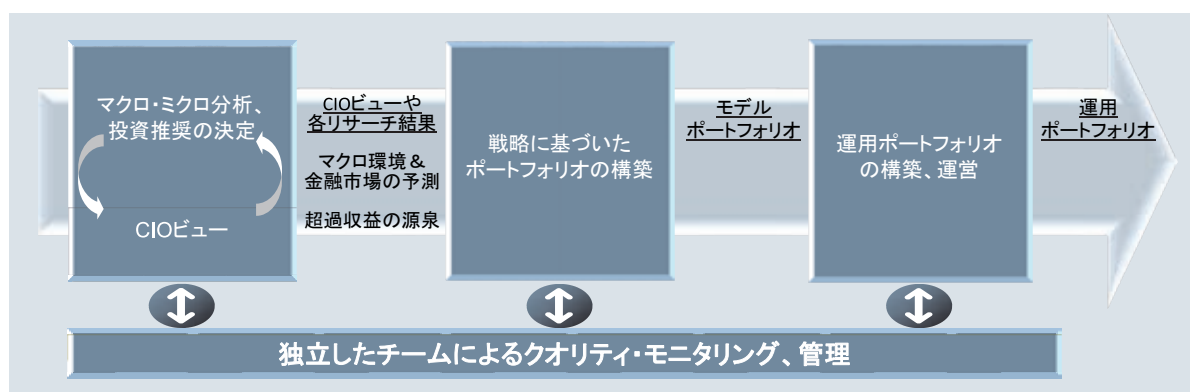 マクロ・ミクロ分析、
投資推奨の決定
CIOビュー
CIOビューや
各リサーチ結果
マクロ環境＆
金融市場の予測
超過収益の源泉
戦略に基づいた
ポートフォリオの構築
モデル
ポートフォリオ
運用ポートフォリオ
の構築、運営
運用
ポートフォリオ
独立したチームによるクオリティ・モニタリング、管理